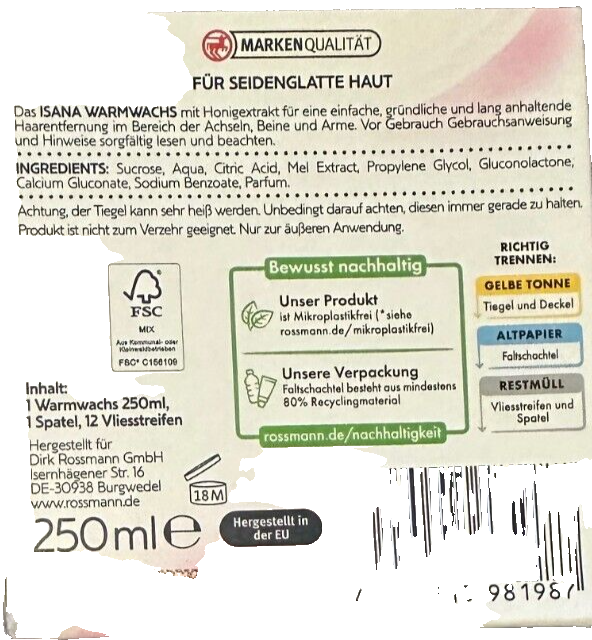 MARKENQUALITÄT
FÜR SEIDENGLATTE HAUT
Das ISANA WARMWACHS mit Honigextrakt für eine einfache, gründliche und lang anhaltende
Haarentfernung im Bereich der Achseln, Beine und Arme. Vor Gebrauch Gebrauchsanweisung
und Hinweise sorgfältig lesen und beachten.
INGREDIENTS: Sucrose, Aqua, Citric Acid, Mel Extract, Propylene Glycol, Gluconolactone,
Calcium Gluconate, Sodium Benzoate, Parfum.
Achtung, der Tiegel kann sehr heiß werden. Unbedingt darauf achten, diesen immer gerade zu halten.
Produkt ist nicht zum Verzehr geeignet. Nur zur äußeren Anwendung.
FSC
MIX
Aus Kommunal- oder
Kleinwaldbetrieben
FSC® C156109
Bewusst nachhaltig
Unser Produkt
ist Mikroplastikfrei (*siehe
rossmann.de/mikroplastikfrei)
Unsere Verpackung
Faltschachtel besteht aus mindestens
80% Recyclingmaterial
rossmann.de/nachhaltigkeit
RICHTIG
TRENNEN:
GELBE TONNE
Tiegel und Deckel
ALTPAPIER
Faltschachtel
RESTMÜLL
Vliesstreifen und
Spatel
Inhalt:
1 Warmwachs 250ml,
1 Spatel, 12 Vliesstreifen
Hergestellt für
Dirk Rossmann GmbH
Isernhägener Str. 16
DE-30938 Burgwedel
www.rossmann.de
18M
250ml e
Hergestellt in
der EU
981987